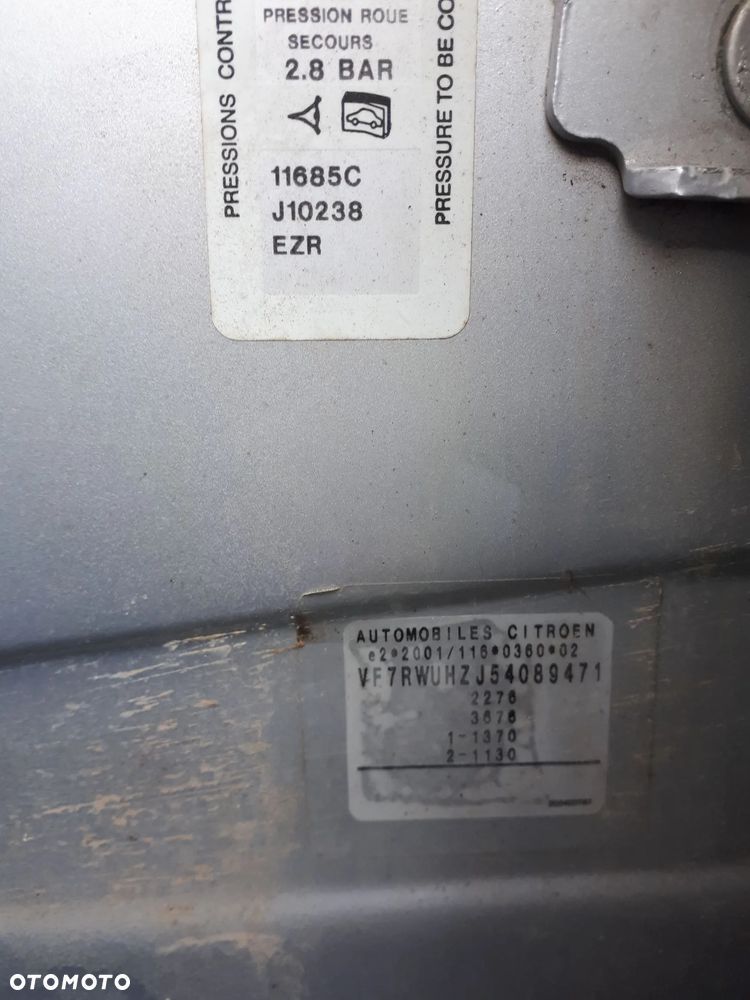 PRESSIONS CONTR
PRESSION ROUE
SECOURS
2.8 BAR
PRESSURE TO BE CO
11685C
J10238
EZR
AUTOMOBILES CITROEN
e2*2001/116*0360*02
VF7RWUHZJ54089471
2276
3676
1-1370
2-1130
OTOMOTO